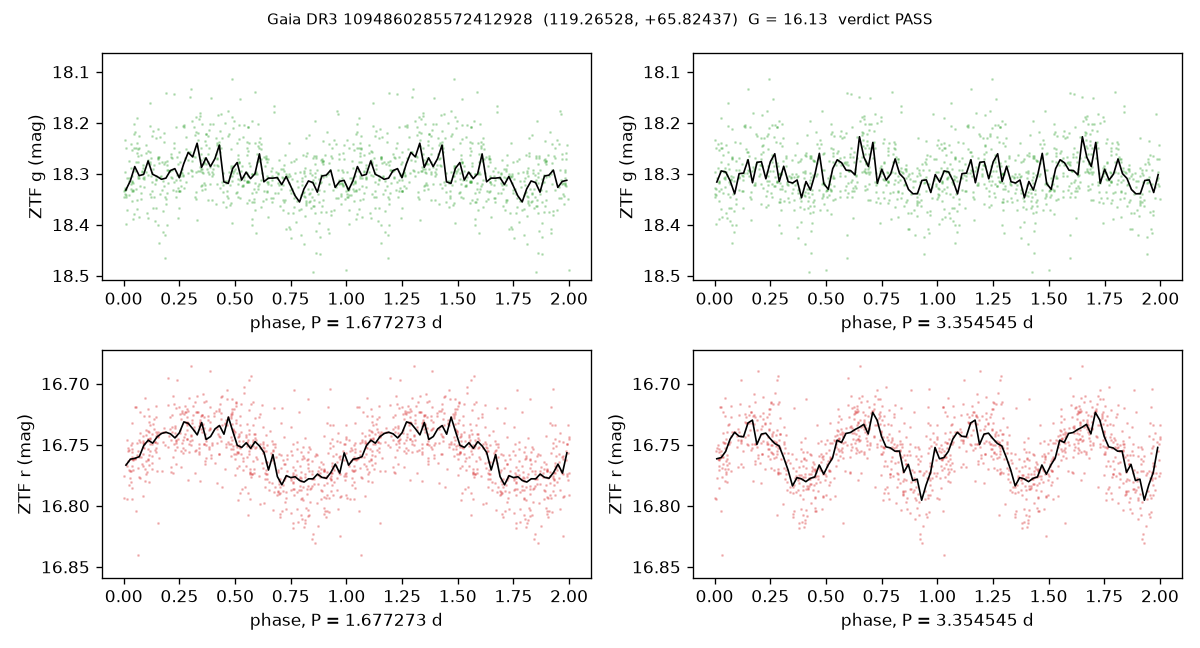 Gaia DR3 1094860285572412928  (119.26528, +65.82437)  G = 16.13  verdict PASS
ZTF g (mag)
18.1
18.2
18.3
18.4
18.5
0.00 0.25 0.50 0.75 1.00 1.25 1.50 1.75 2.00
phase, P = 1.677273 d
ZTF g (mag)
18.1
18.2
18.3
18.4
18.5
0.00 0.25 0.50 0.75 1.00 1.25 1.50 1.75 2.00
phase, P = 3.354545 d
ZTF r (mag)
16.70
16.75
16.80
16.85
0.00 0.25 0.50 0.75 1.00 1.25 1.50 1.75 2.00
phase, P = 1.677273 d
ZTF r (mag)
16.70
16.75
16.80
16.85
0.00 0.25 0.50 0.75 1.00 1.25 1.50 1.75 2.00
phase, P = 3.354545 d